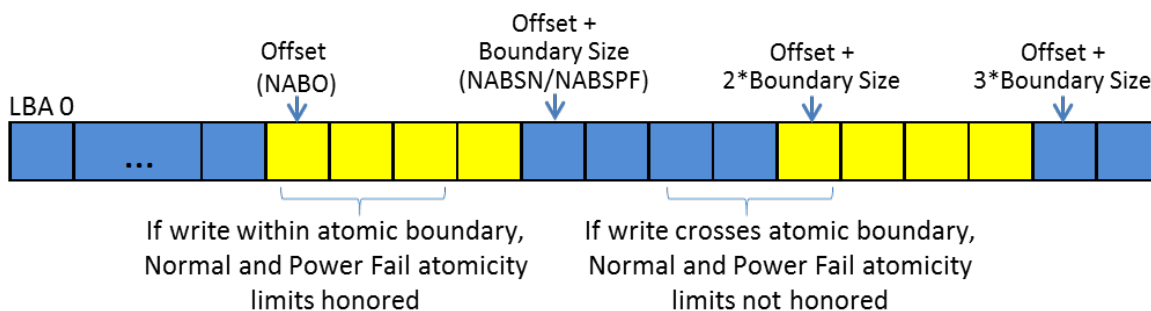 Offset
(NABO)
Offset +
Boundary Size
(NABSN/NABSPF)
Offset +
2*Boundary Size
Offset +
3*Boundary Size
LBA 0
...
If write within atomic boundary,
Normal and Power Fail atomicity
limits honored
If write crosses atomic boundary,
Normal and Power Fail atomicity
limits not honored